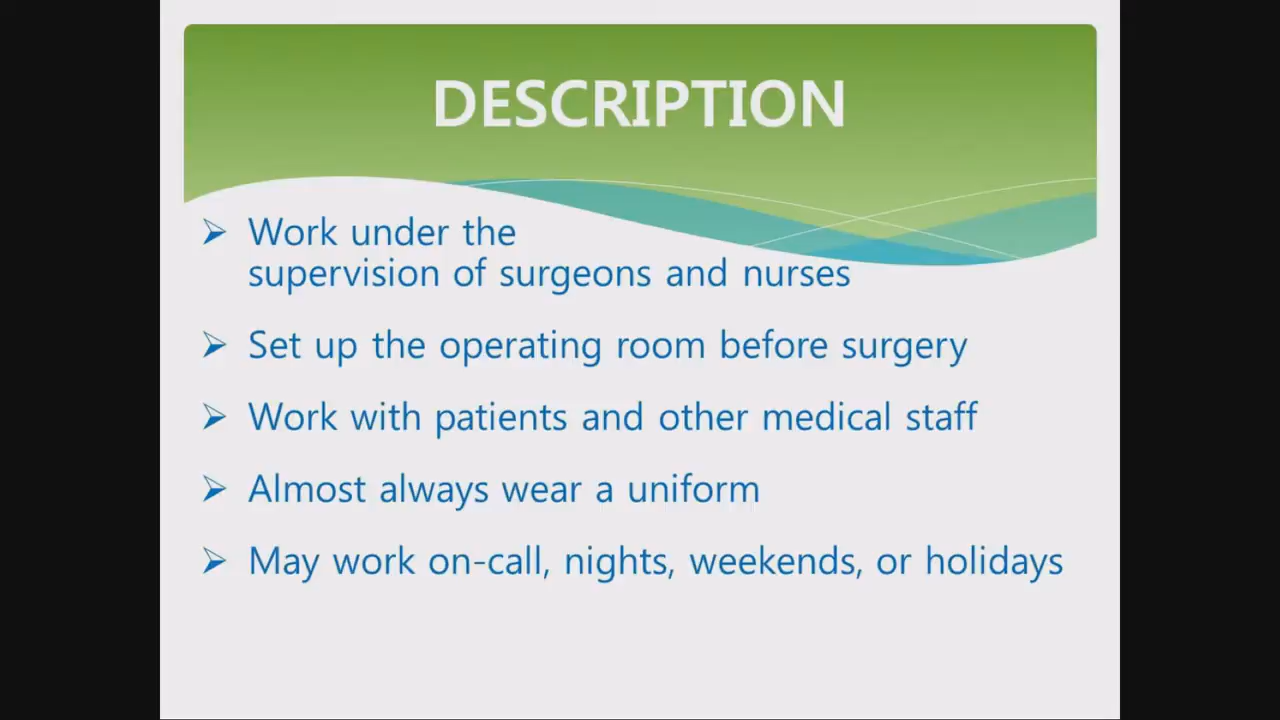 DESCRIPTION
Work under the
supervision of surgeons and nurses
Set up the operating room before surgery
Work with patients and other medical staff
Almost always wear a uniform
May work on-call, nights, weekends, or holidays